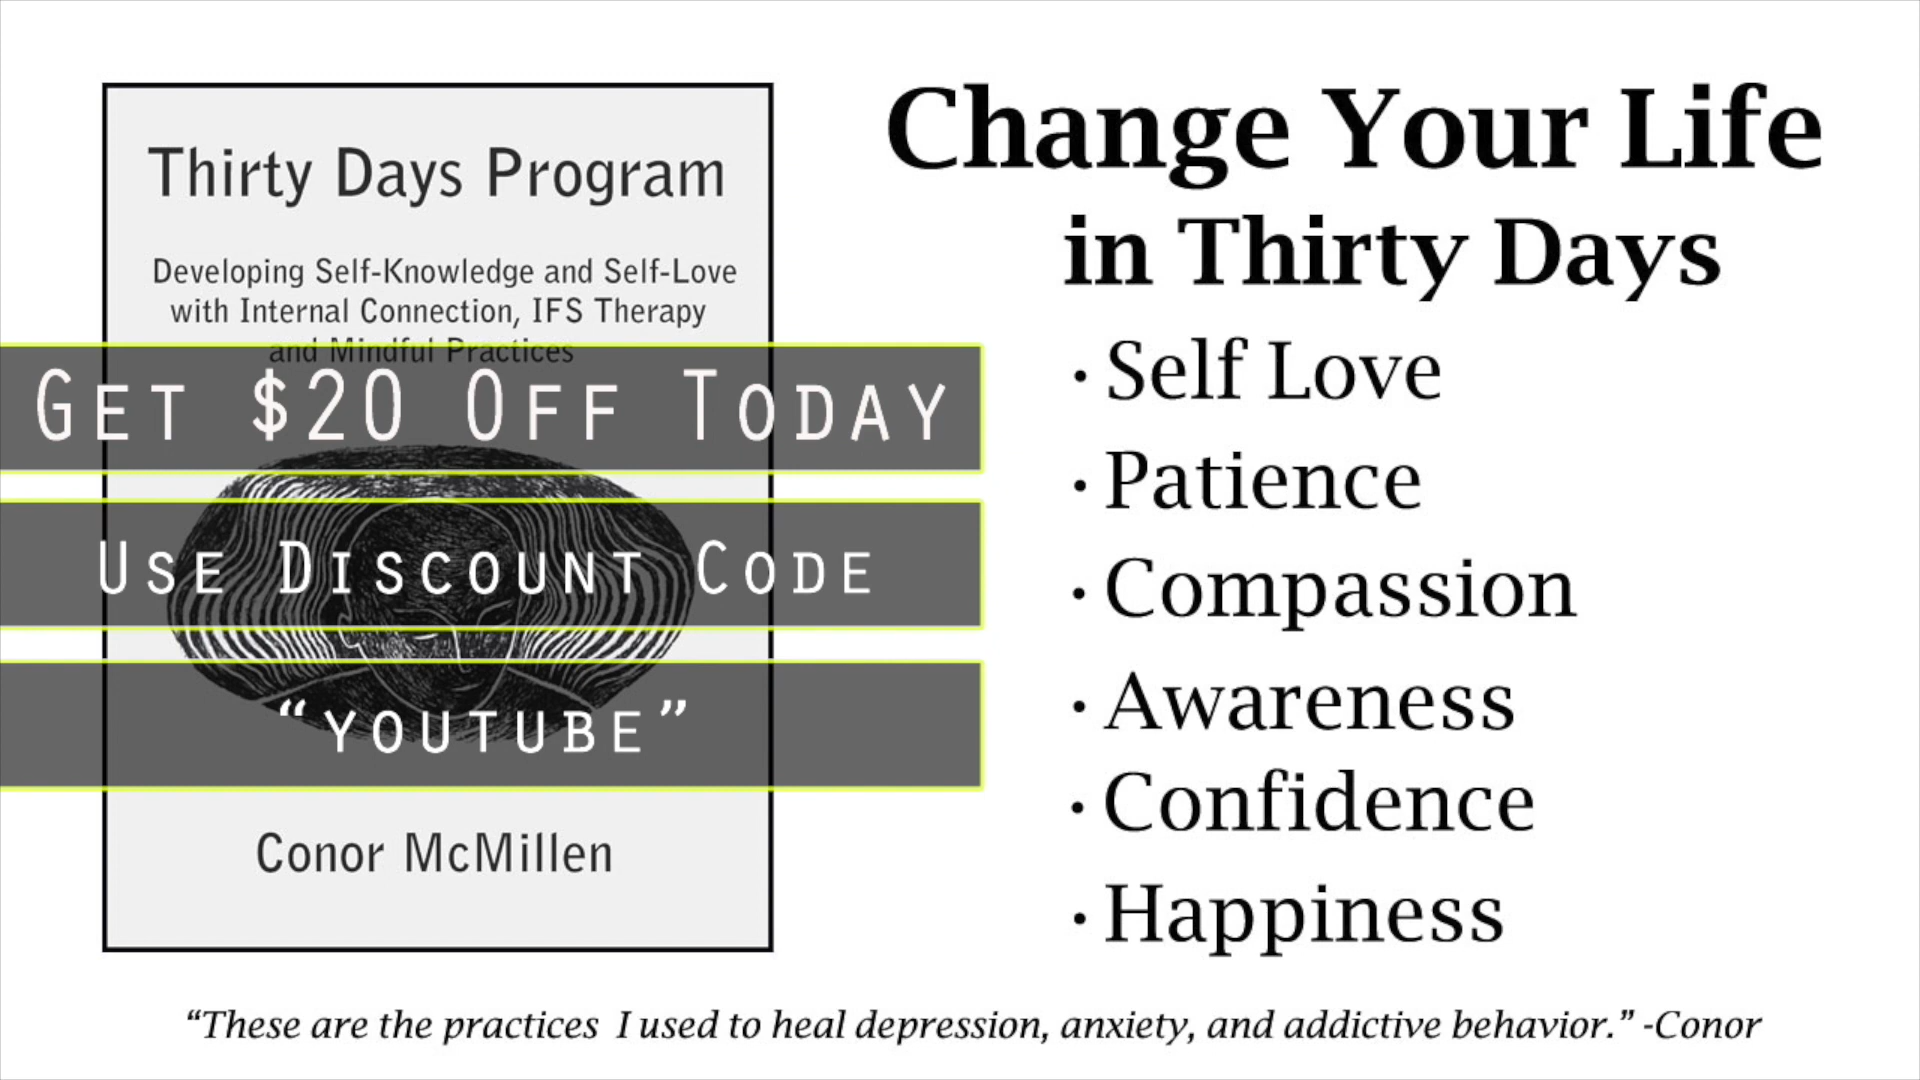 Thirty Days Program
Developing Self-Knowledge and Self-Love
with Internal Connection, IFS Therapy
and Mindful Practices
GET $20 OFF TODAY
USE DISCOUNT CODE
“YOUTUBE”
Conor McMillen
Change Your Life
in Thirty Days
· Self Love
· Patience
· Compassion
· Awareness
· Confidence
· Happiness
“These are the practices I used to heal depression, anxiety, and addictive behavior.” -Conor